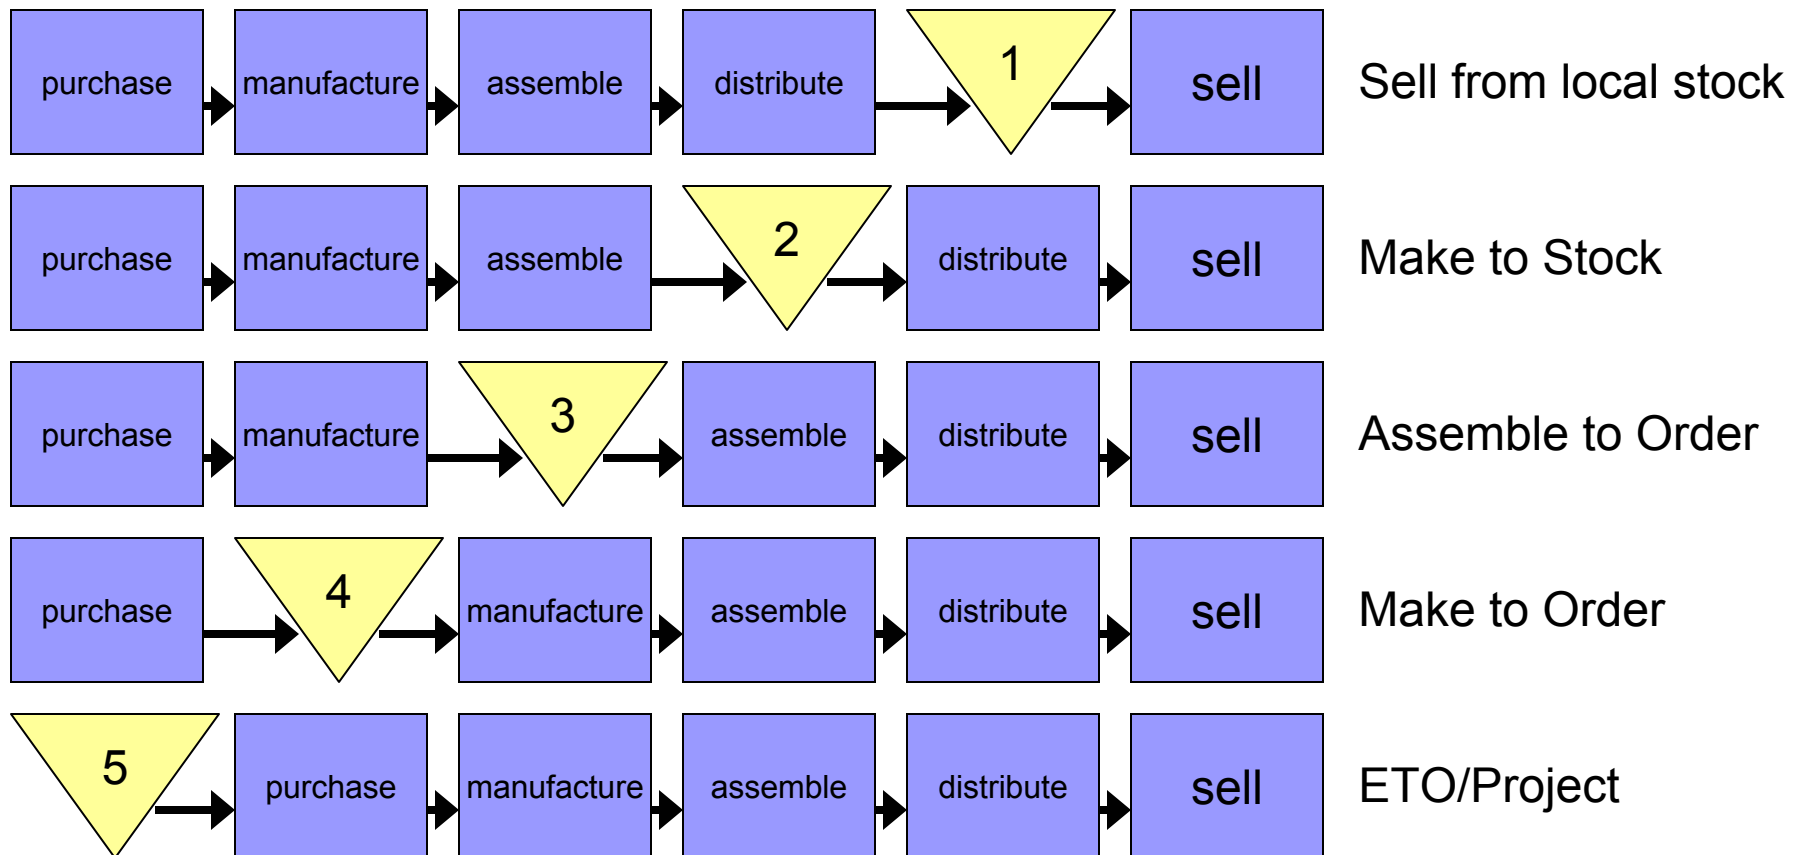 purchase manufacture assemble distribute 1 sell Sell from local stock
purchase manufacture assemble 2 distribute sell Make to Stock
purchase manufacture 3 assemble distribute sell Assemble to Order
purchase 4 manufacture assemble distribute sell Make to Order
5 purchase manufacture assemble distribute sell ETO/Project